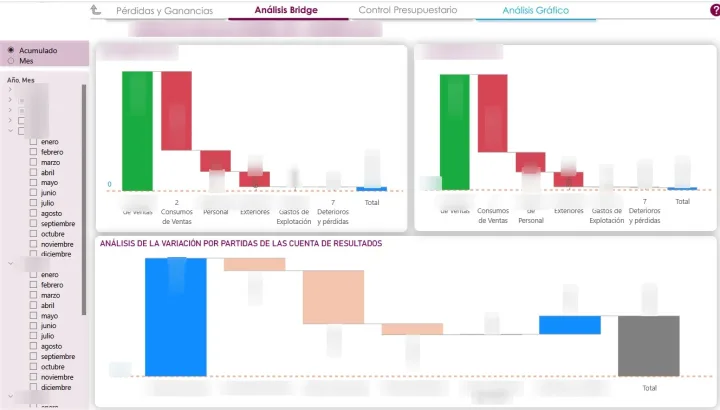 Pérdidas y Ganancias
Análisis Bridge
Control Presupuestario
Análisis Gráfico
?
Acumulado
Mes
Año, Mes
enero
febrero
marzo
abril
mayo
junio
julio
agosto
septiembre
octubre
noviembre
diciembre
enero
febrero
marzo
abril
mayo
junio
julio
agosto
septiembre
octubre
noviembre
diciembre
enero
0
2
7
Total
de Ventas
Consumos
Personal
Exteriores
Gastos de
Deterioros
de Ventas
Explotación
y pérdidas
7
Total
de Ventas
Consumos
de
Exteriores
Gastos de
Deterioros
de Ventas
Personal
Explotación
y pérdidas
ANÁLISIS DE LA VARIACIÓN POR PARTIDAS DE LAS CUENTA DE RESULTADOS
Total